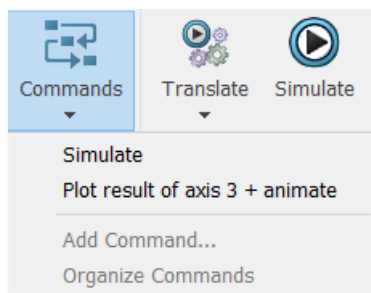 Commands Translate Simulate
Simulate
Plot result of axis 3 + animate
Add Command...
Organize Commands